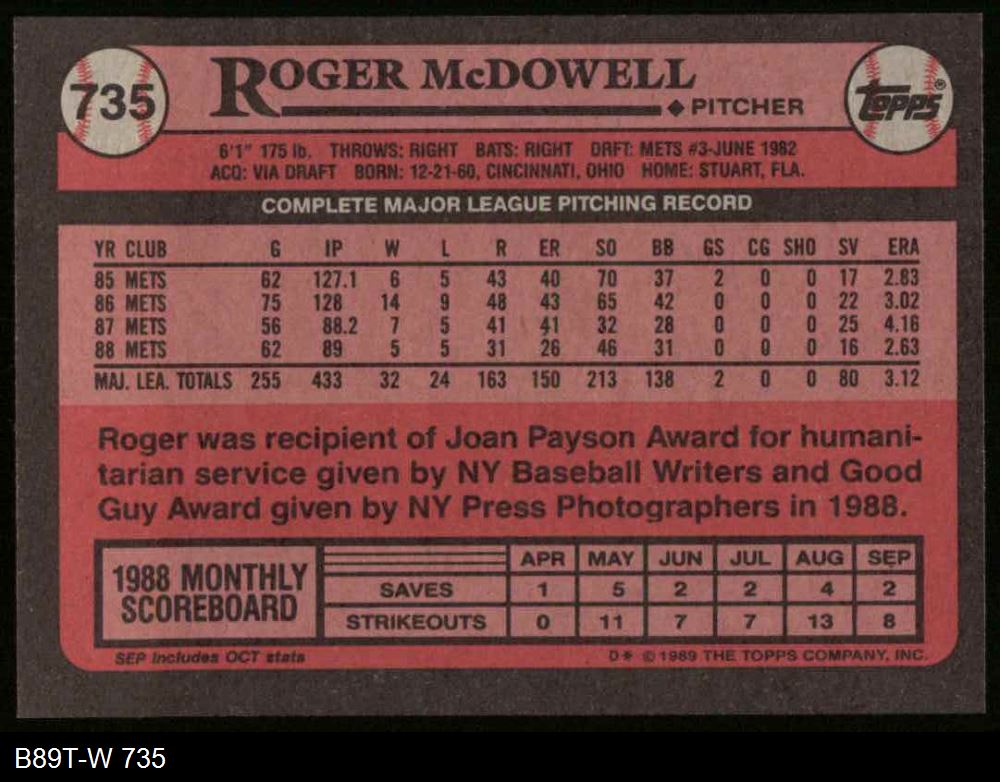 735
ROGER McDOWELL
◆ PITCHER
topps®
6'1" 175 lb. THROWS: RIGHT BATS: RIGHT DRFT: METS #3-JUNE 1982
ACQ: VIA DRAFT BORN: 12-21-60, CINCINNATI, OHIO HOME: STUART, FLA.
COMPLETE MAJOR LEAGUE PITCHING RECORD
YR CLUB G IP W L R ER SO BB GS CG SHO SV ERA
85 METS 62 127.1 6 5 43 40 70 37 2 0 0 17 2.83
86 METS 75 128 14 9 48 43 65 42 0 0 0 22 3.02
87 METS 56 88.2 7 5 41 41 32 28 0 0 0 25 4.16
88 METS 62 89 5 5 31 26 46 31 0 0 0 16 2.63
MAJ. LEA. TOTALS 255 433 32 24 163 150 213 138 2 0 0 80 3.12
Roger was recipient of Joan Payson Award for humani-
tarian service given by NY Baseball Writers and Good
Guy Award given by NY Press Photographers in 1988.
1988 MONTHLY SCOREBOARD
APR MAY JUN JUL AUG SEP
SAVES 1 5 2 2 4 2
STRIKEOUTS 0 11 7 7 13 8
SEP includes OCT stats
D* © 1989 THE TOPPS COMPANY, INC.
B89T-W 735